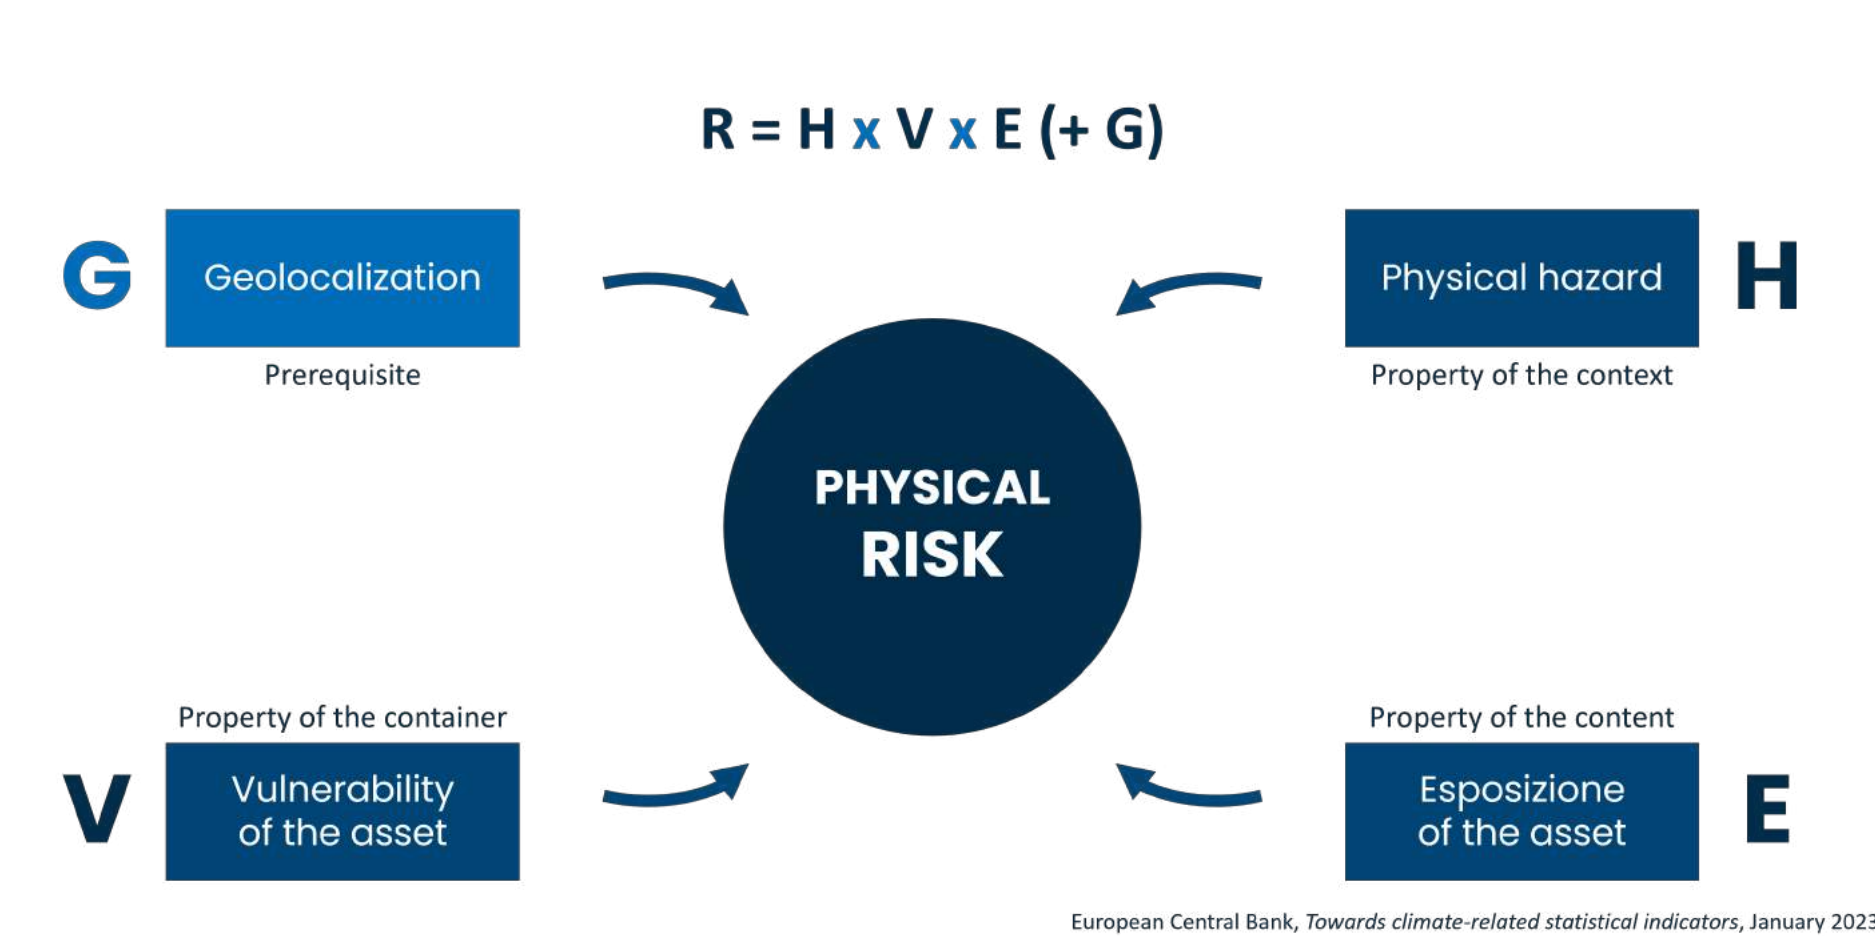 R = H x V x E (+ G)
G
Geolocalization
Prerequisite
Physical hazard
H
Property of the context
PHYSICAL
RISK
Property of the container
V
Vulnerability
of the asset
Property of the content
Esposizione
of the asset
E
European Central Bank, Towards climate-related statistical indicators, January 2023